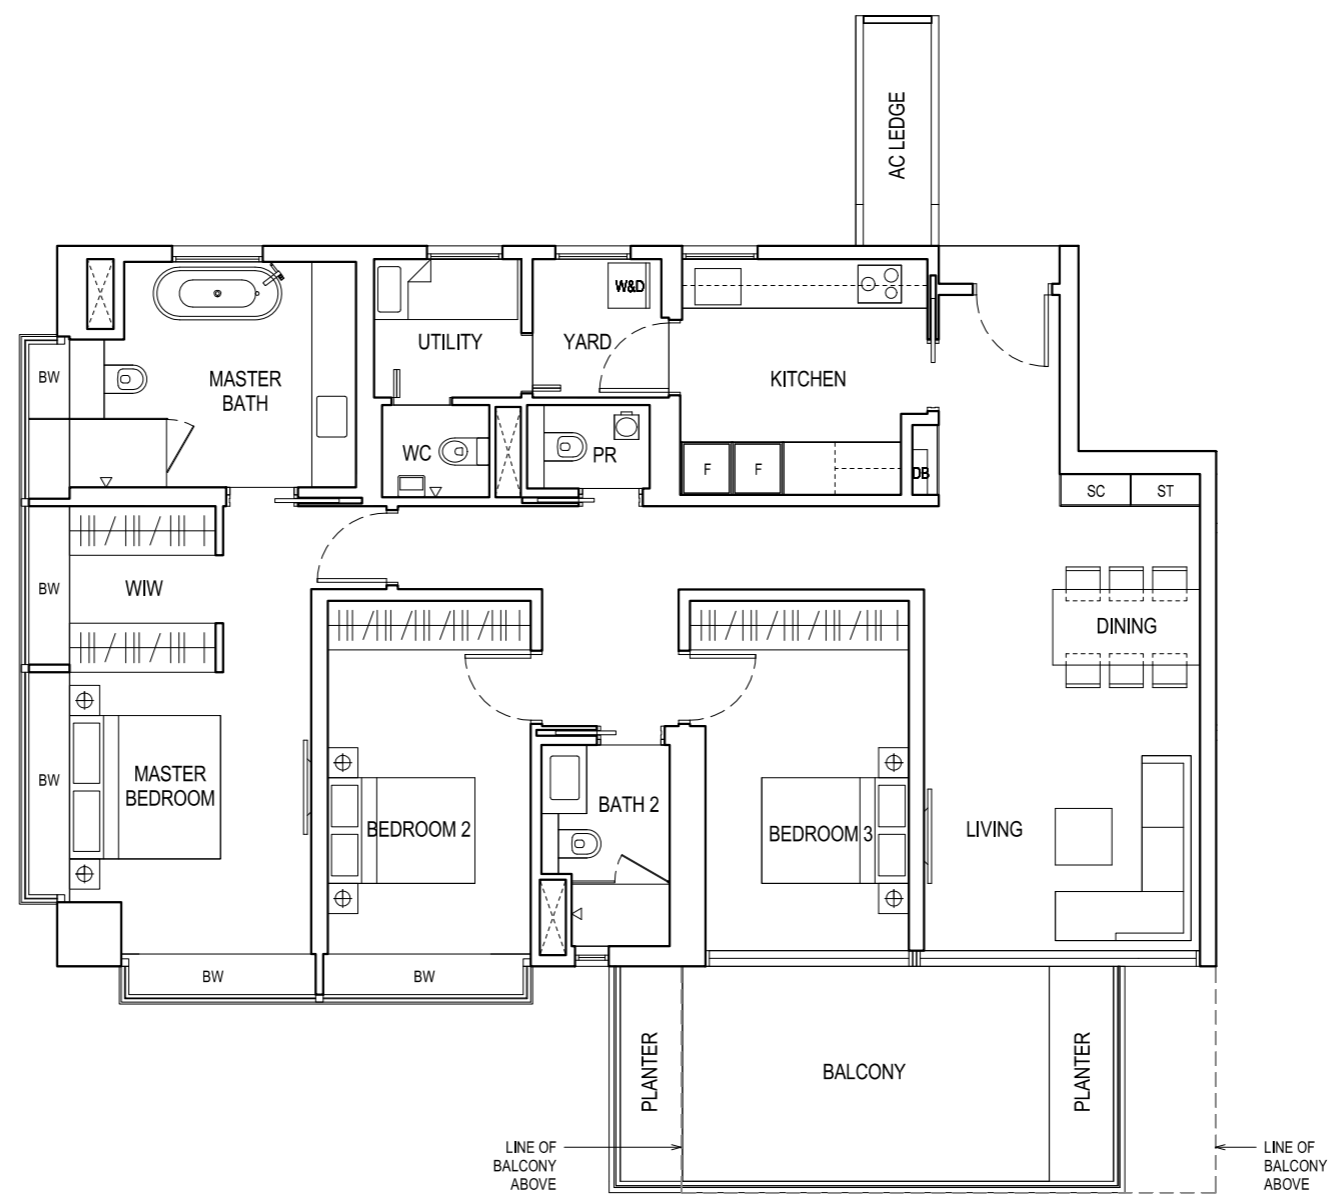 AC LEDGE
W&D
UTILITY
YARD
KITCHEN
BW
MASTER
BATH
WC
PR
F
F
DB
SC
ST
BW
WIW
DINING
BW
MASTER
BEDROOM
BEDROOM 2
BATH 2
BEDROOM 3
LIVING
BW
BW
PLANTER
BALCONY
PLANTER
LINE OF
BALCONY
ABOVE
LINE OF
BALCONY
ABOVE